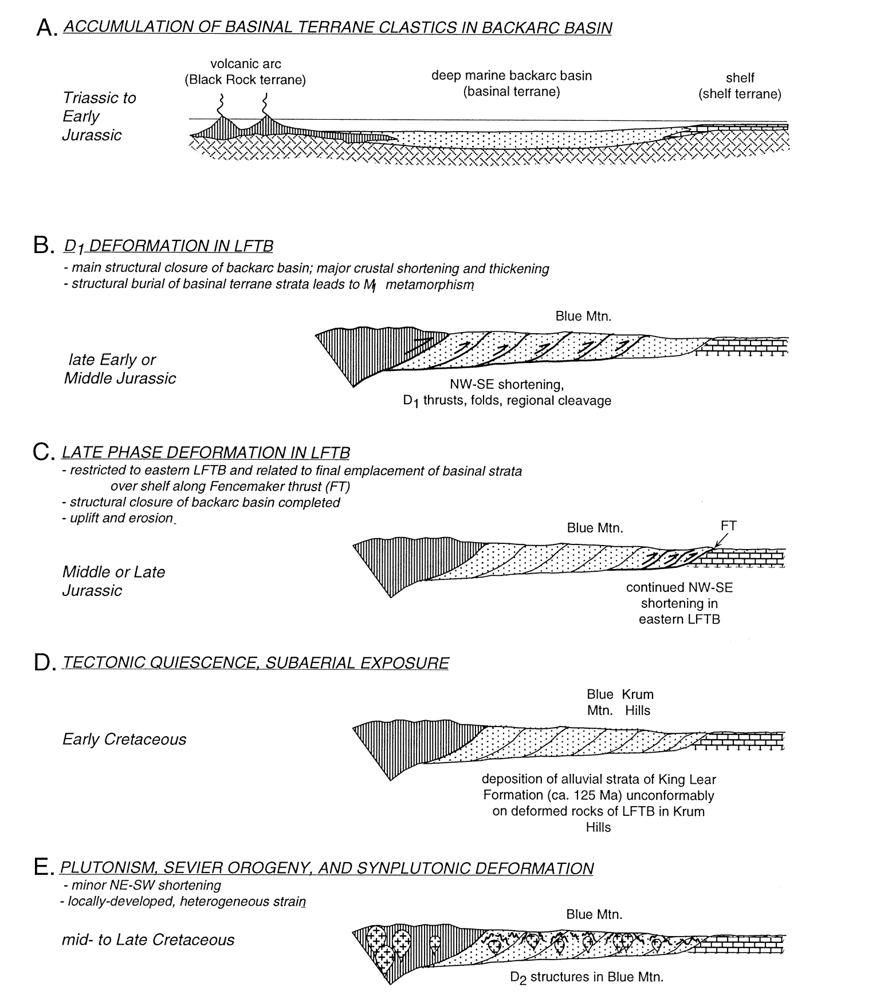 A. ACCUMULATION OF BASINAL TERRANE CLASTICS IN BACKARC BASIN
volcanic arc
(Black Rock terrane)
deep marine backarc basin
(basinal terrane)
shelf
(shelf terrane)
Triassic to
Early
Jurassic
B. D1 DEFORMATION IN LFTB
- main structural closure of backarc basin; major crustal shortening and thickening
- structural burial of basinal terrane strata leads to M1 metamorphism
Blue Mtn.
late Early or
Middle Jurassic
NW-SE shortening,
D1 thrusts, folds, regional cleavage
C. LATE PHASE DEFORMATION IN LFTB
- restricted to eastern LFTB and related to final emplacement of basinal strata
over shelf along Fencemaker thrust (FT)
- structural closure of backarc basin completed
- uplift and erosion
Blue Mtn.
FT
Middle or Late
Jurassic
continued NW-SE
shortening in
eastern LFTB
D. TECTONIC QUIESCENCE, SUBAERIAL EXPOSURE
Blue Krum
Mtn. Hills
Early Cretaceous
deposition of alluvial strata of King Lear
Formation (ca. 125 Ma) unconformably
on deformed rocks of LFTB in Krum
Hills
E. PLUTONISM, SEVIER OROGENY, AND SYNPLUTONIC DEFORMATION
- minor NE-SW shortening
- locally-developed, heterogeneous strain
Blue Mtn.
mid- to Late Cretaceous
D2 structures in Blue Mtn.